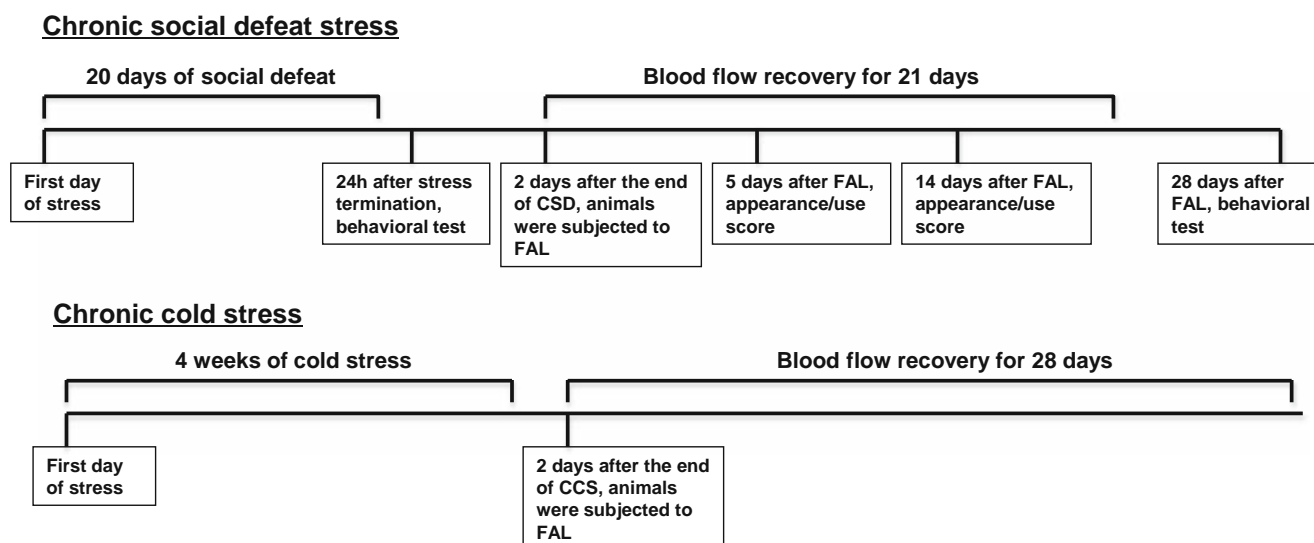 Chronic social defeat stress
20 days of social defeat
Blood flow recovery for 21 days
First day
of stress
24h after stress
termination,
behavioral test
2 days after the end
of CSD, animals
were subjected to
FAL
5 days after FAL,
appearance/use
score
14 days after FAL,
appearance/use
score
28 days after
FAL, behavioral
test
Chronic cold stress
4 weeks of cold stress
Blood flow recovery for 28 days
First day
of stress
2 days after the end
of CCS, animals
were subjected to
FAL